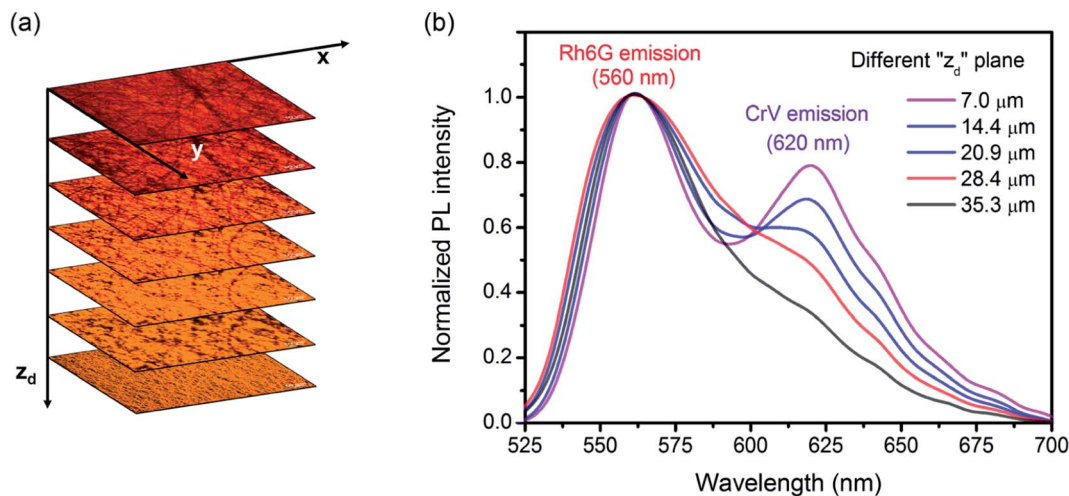 (a)
x
y
z_d
(b)
Rh6G emission
(560 nm)
CrV emission
(620 nm)
Different "z_d" plane
7.0 μm
14.4 μm
20.9 μm
28.4 μm
35.3 μm
Normalized PL intensity
1.0
0.8
0.6
0.4
0.2
0.0
525 550 575 600 625 650 675 700
Wavelength (nm)